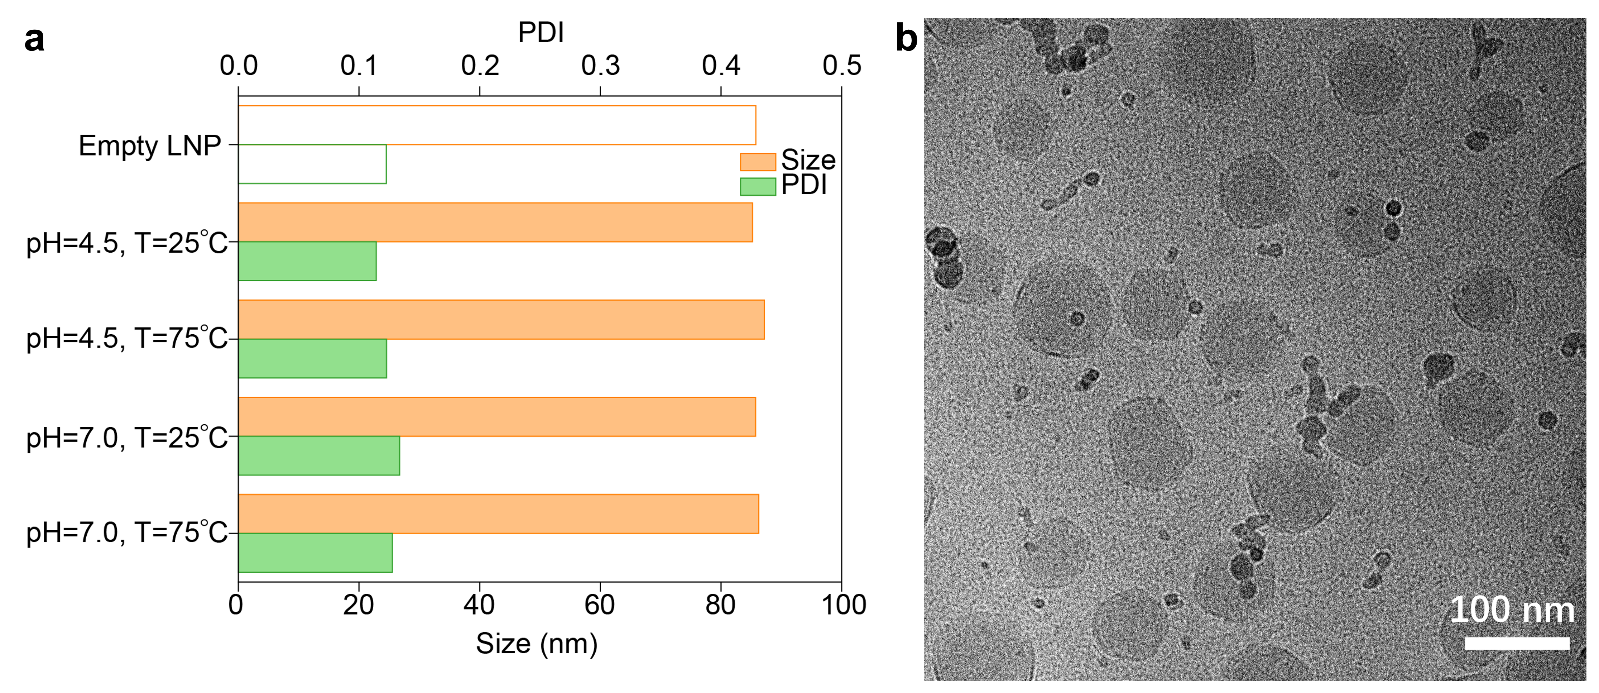 a
PDI
0.0 0.1 0.2 0.3 0.4 0.5
Empty LNP
Size
PDI
pH=4.5, T=25°C
pH=4.5, T=75°C
pH=7.0, T=25°C
pH=7.0, T=75°C
0 20 40 60 80 100
Size (nm)
b
100 nm